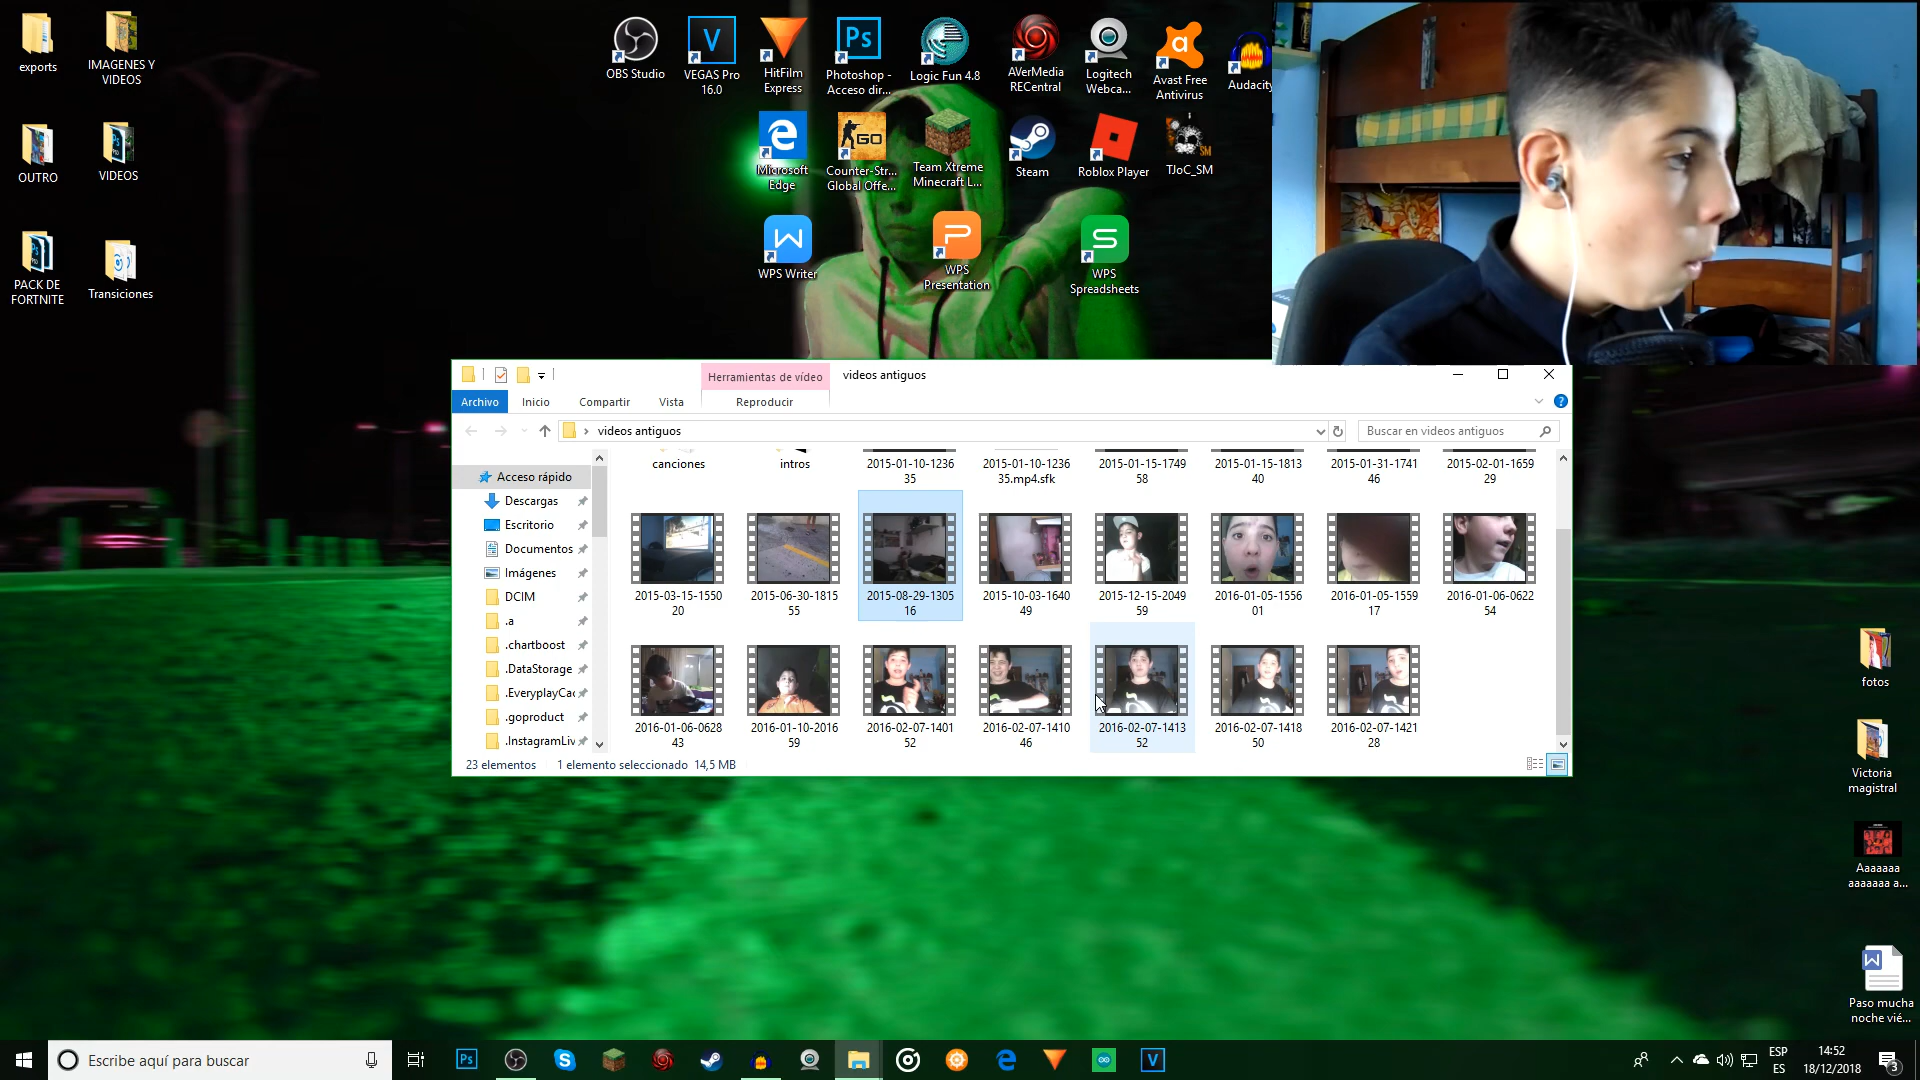 exports
IMAGENES Y
VIDEOS
OUTRO
VIDEOS
PACK DE
FORTNITE
Transiciones
OBS Studio
VEGAS Pro
16.0
HitFilm
Express
Photoshop -
Acceso dir...
Logic Fun 4.8
AVerMedia
RECentral
Logitech
Webca...
Avast Free
Antivirus
Audacity
Microsoft
Edge
Counter-Str...
Global Offe...
Team Xtreme
Minecraft L...
Steam
Roblox Player
TJoC_SM
WPS Writer
WPS
Presentation
WPS
Spreadsheets
Herramientas de vídeo
videos antiguos
Archivo
Inicio
Compartir
Vista
Reproducir
videos antiguos
Buscar en videos antiguos
Acceso rápido
Descargas
Escritorio
Documentos
Imágenes
DCIM
.a
.chartboost
.DataStorage
.EveryplayCac
.goproduct
.InstagramLiv
canciones
intros
2015-01-10-1236
35
2015-01-10-1236
35.mp4.sfk
2015-01-15-1749
58
2015-01-15-1813
40
2015-01-31-1741
46
2015-02-01-1659
29
2015-03-15-1550
20
2015-06-30-1815
55
2015-08-29-1305
16
2015-10-03-1640
49
2015-12-15-2049
59
2016-01-05-1556
01
2016-01-05-1559
17
2016-01-06-0622
54
2016-01-06-0628
43
2016-01-10-2016
59
2016-02-07-1401
52
2016-02-07-1410
46
2016-02-07-1413
52
2016-02-07-1418
50
2016-02-07-1421
28
23 elementos
1 elemento seleccionado 14,5 MB
fotos
Victoria
magistral
Aaaaaaa
aaaaaaa a...
Paso mucha
noche vié...
Escribe aquí para buscar
ESP
ES
14:52
18/12/2018
3